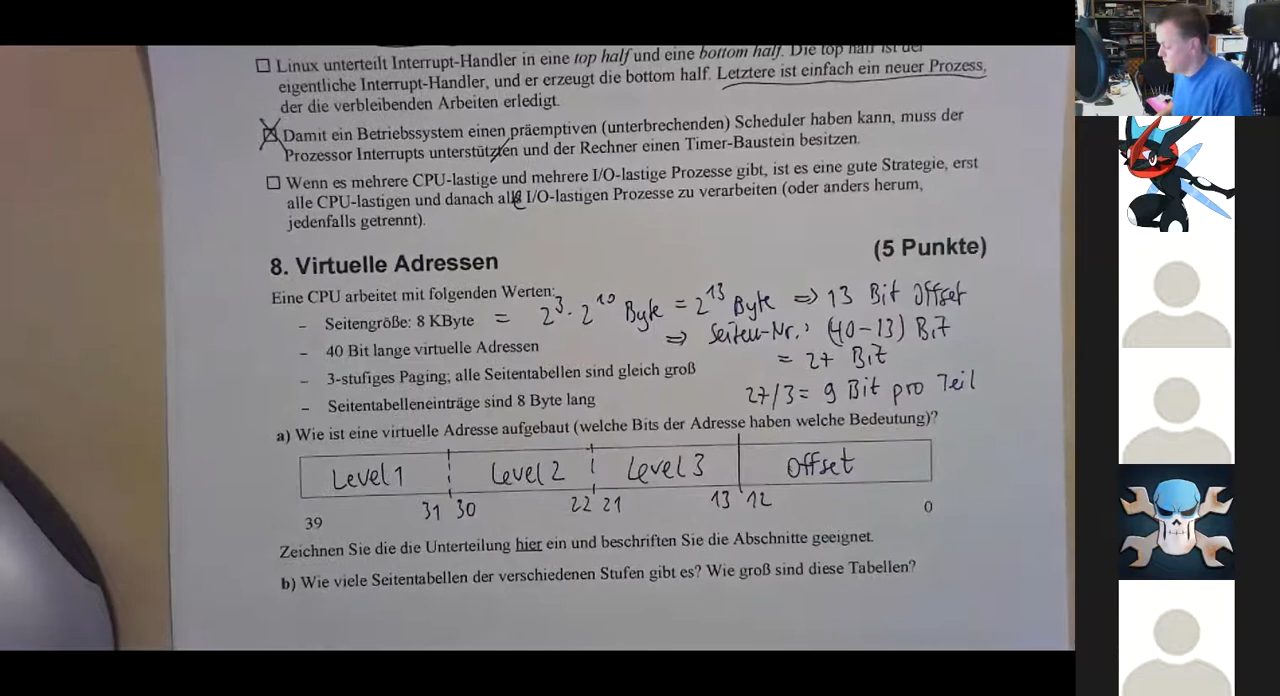 ☐ Linux unterteilt Interrupt-Handler in eine top half und eine bottom half. Die top half ist der
eigentliche Interrupt-Handler, und er erzeugt die bottom half. Letztere ist einfach ein neuer Prozess,
der die verbleibenden Arbeiten erledigt.
☒ Damit ein Betriebssystem einen präemptiven (unterbrechenden) Scheduler haben kann, muss der
Prozessor Interrupts unterstützten und der Rechner einen Timer-Baustein besitzen.
☐ Wenn es mehrere CPU-lastige und mehrere I/O-lastige Prozesse gibt, ist es eine gute Strategie, erst
alle CPU-lastigen und danach alle I/O-lastigen Prozesse zu verarbeiten (oder anders herum,
jedenfalls getrennt).
8. Virtuelle Adressen (5 Punkte)
Eine CPU arbeitet mit folgenden Werten:
– Seitengröße: 8 KByte = 2³ · 2¹⁰ Byte = 2¹³ Byte ⇒ 13 Bit Offset
⇒ Seiten-Nr.: (40-13) Bit
– 40 Bit lange virtuelle Adressen
= 27 Bit
– 3-stufiges Paging; alle Seitentabellen sind gleich groß
27/3 = 9 Bit pro Teil
– Seitentabelleneinträge sind 8 Byte lang
a) Wie ist eine virtuelle Adresse aufgebaut (welche Bits der Adresse haben welche Bedeutung)?
Level 1 Level 2 Level 3 Offset
39 31 30 22 21 13 12 0
Zeichnen Sie die die Unterteilung hier ein und beschriften Sie die Abschnitte geeignet.
b) Wie viele Seitentabellen der verschiedenen Stufen gibt es? Wie groß sind diese Tabellen?